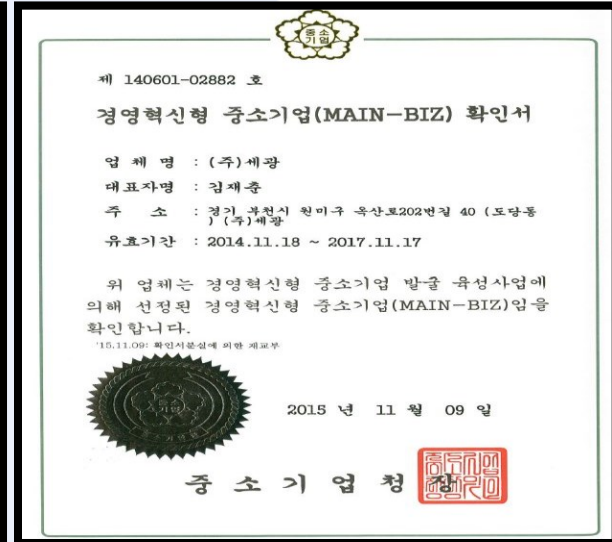 중소
기업
제 140601-02882 호
경영혁신형 중소기업(MAIN-BIZ) 확인서
업 체 명 : (주)세광
대표자명 : 김재춘
주 소 : 경기 부천시 원미구 옥산로202번길 40 (도당동
) (주)세광
유효기간 : 2014.11.18 ~ 2017.11.17
위 업체는 경영혁신형 중소기업 발굴 육성사업에
의해 선정된 경영혁신형 중소기업(MAIN-BIZ)임을
확인합니다.
'15.11.09: 확인서분실에 의한 재교부
2015 년 11 월 09 일
중 소 기 업 청 장